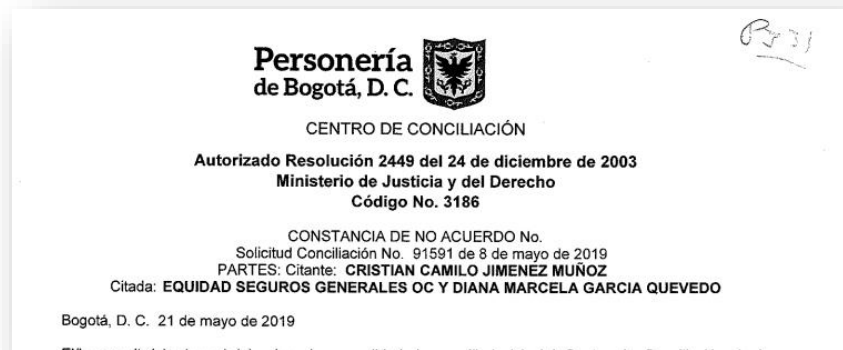 Personería
de Bogotá, D. C.
CENTRO DE CONCILIACIÓN
Autorizado Resolución 2449 del 24 de diciembre de 2003
Ministerio de Justicia y del Derecho
Código No. 3186
CONSTANCIA DE NO ACUERDO No.
Solicitud Conciliación No. 91591 de 8 de mayo de 2019
PARTES: Citante: CRISTIAN CAMILO JIMENEZ MUÑOZ
Citada: EQUIDAD SEGUROS GENERALES OC Y DIANA MARCELA GARCIA QUEVEDO
Bogotá, D. C. 21 de mayo de 2019